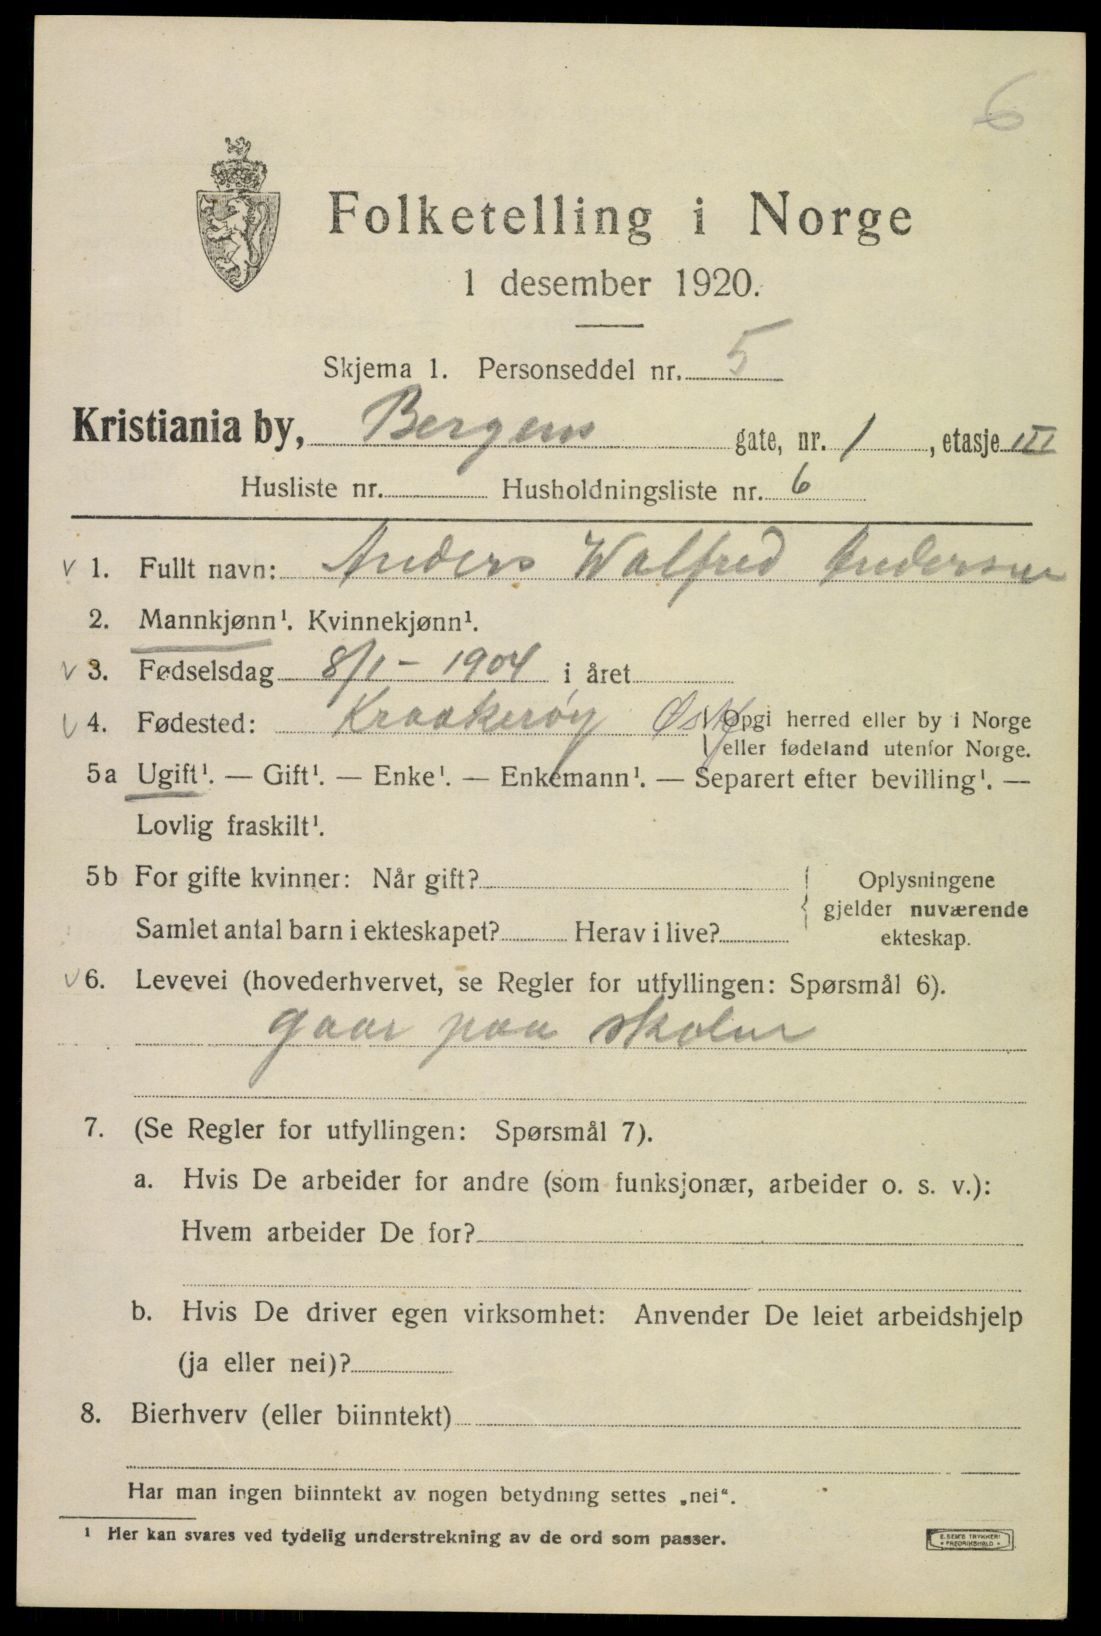 6
Folketelling i Norge
1 desember 1920.
Skjema 1. Personseddel nr. 5
Kristiania by, Bergens gate, nr. 1, etasje III
Husliste nr. Husholdningsliste nr. 6
v 1. Fullt navn: Anders Walfred Andersen
2. Mannkjønn¹. Kvinnekjønn¹.
v 3. Fødselsdag 8/1 - 1904 i året
v 4. Fødested: Kraakerøy Østf Opgi herred eller by i Norge
eller fødeland utenfor Norge.
5a Ugift¹. — Gift¹. — Enke¹. — Enkemann¹. — Separert efter bevilling¹. —
Lovlig fraskilt¹.
5b For gifte kvinner: Når gift? Oplysningene
gjelder nuværende
Samlet antal barn i ekteskapet? Herav i live? ekteskap.
v 6. Levevei (hovederhvervet, se Regler for utfyllingen: Spørsmål 6).
gaar paa skolen
7. (Se Regler for utfyllingen: Spørsmål 7).
a. Hvis De arbeider for andre (som funksjonær, arbeider o. s. v.):
Hvem arbeider De for?
b. Hvis De driver egen virksomhet: Anvender De leiet arbeidshjelp
(ja eller nei)?
8. Bierhverv (eller biinntekt)
Har man ingen biinntekt av nogen betydning settes „nei“.
¹ Her kan svares ved tydelig understrekning av de ord som passer.
E. SEM'S TRYKKERI
• FREDRIKSHALD •